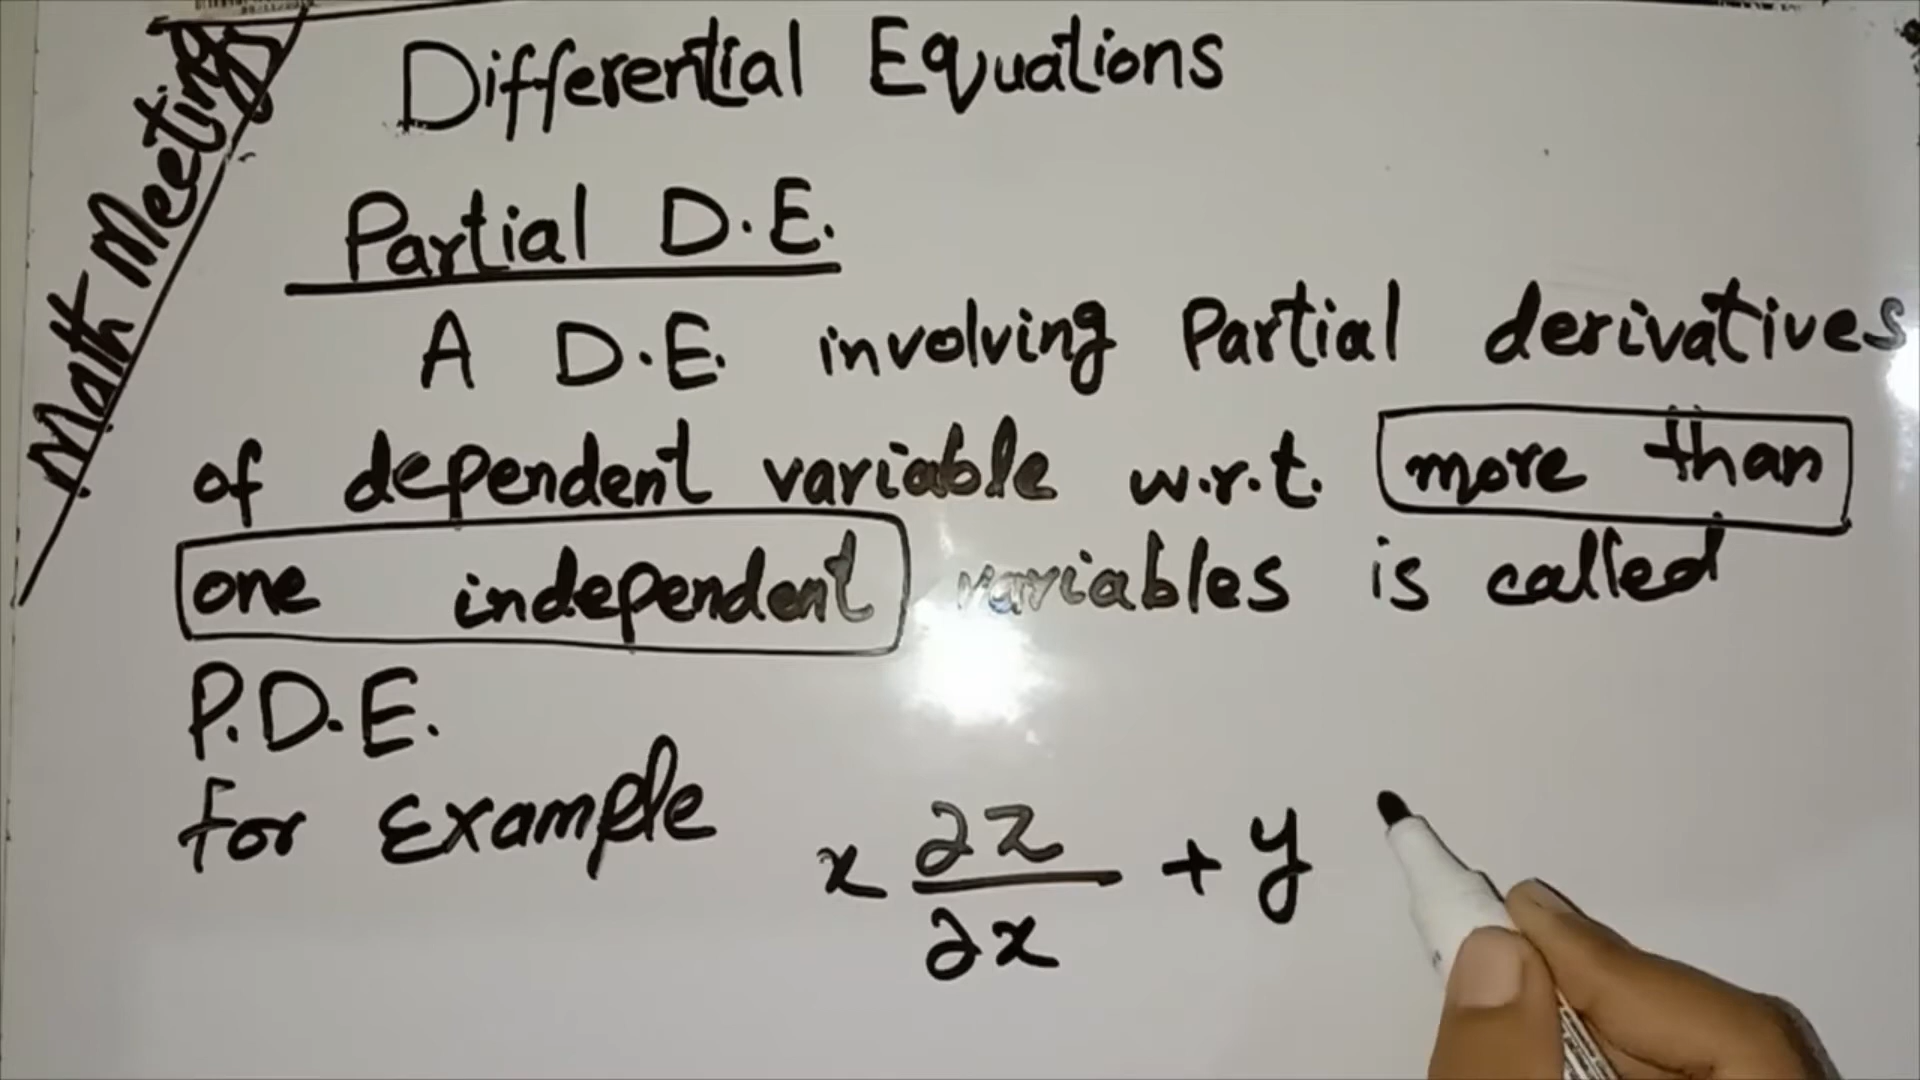 Math Meeting
Differential Equations
Partial D.E.
A D.E. involving Partial derivatives
of dependent variable w.r.t. more than
one independent variables is called
P.D.E.
for Example x ∂z/∂x + y